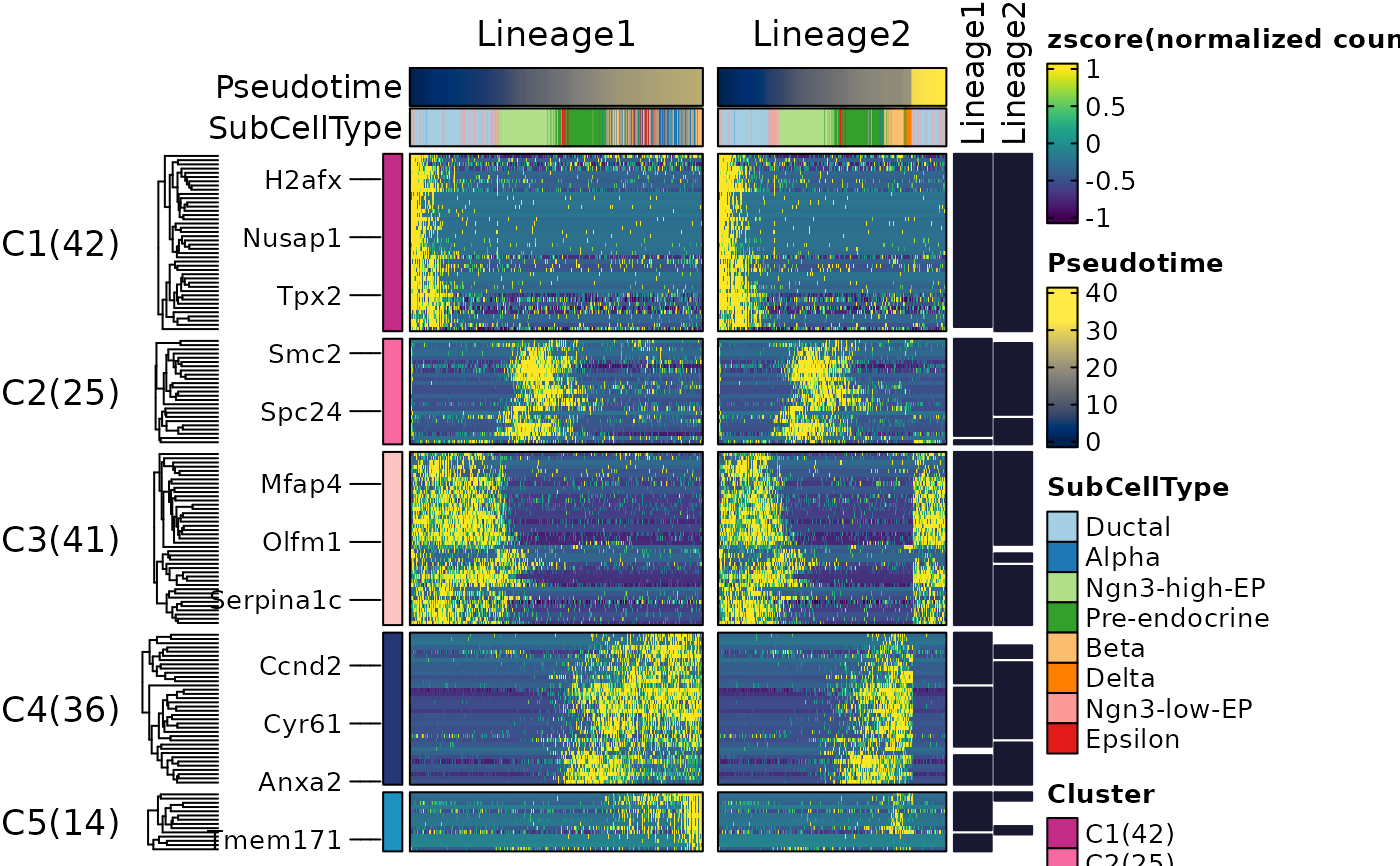 Lineage1
Lineage2
Lineage1
Lineage2
Pseudotime
SubCellType
C1(42)
H2afx
Nusap1
Tpx2
C2(25)
Smc2
Spc24
C3(41)
Mfap4
Olfm1
Serpina1c
C4(36)
Ccnd2
Cyr61
Anxa2
C5(14)
Tmem171
zscore(normalized coun
1
0.5
0
-0.5
-1
Pseudotime
40
30
20
10
0
SubCellType
Ductal
Alpha
Ngn3-high-EP
Pre-endocrine
Beta
Delta
Ngn3-low-EP
Epsilon
Cluster
C1(42)
C2(25)